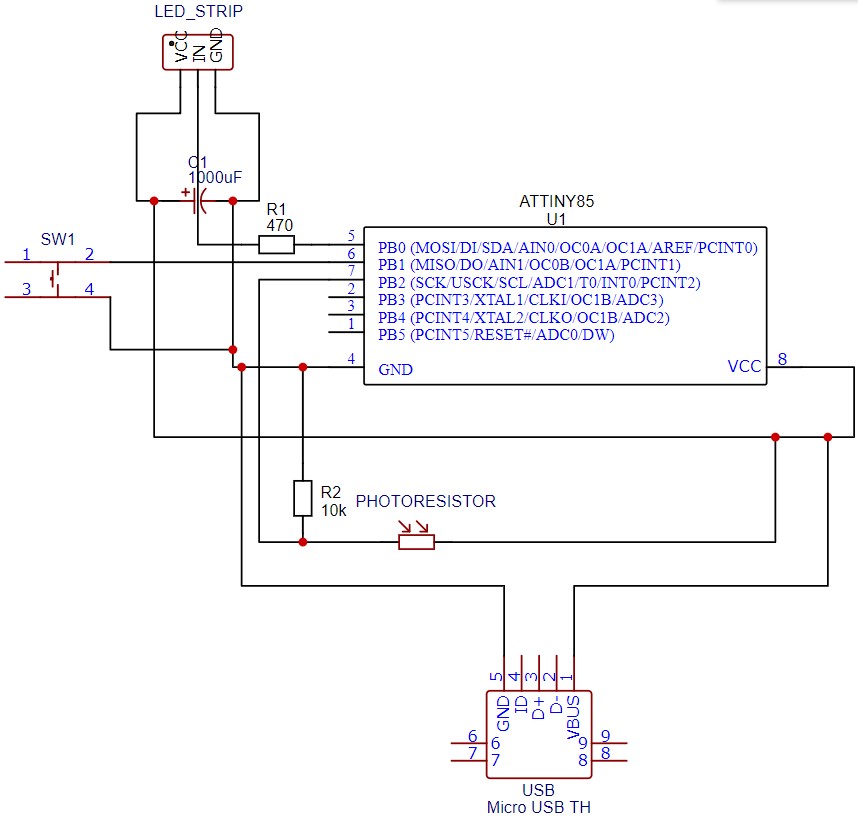 LED_STRIP
VCC
IN
GND
C1
1000uF
+
R1
470
ATTINY85
U1
SW1
1
2
3
4
5
6
7
2
3
1
4
PB0 (MOSI/DI/SDA/AIN0/OC0A/OC1A/AREF/PCINT0)
PB1 (MISO/DO/AIN1/OC0B/OC1A/PCINT1)
PB2 (SCK/USCK/SCL/ADC1/T0/INT0/PCINT2)
PB3 (PCINT3/XTAL1/CLKI/OC1B/ADC3)
PB4 (PCINT4/XTAL2/CLKO/OC1B/ADC2)
PB5 (PCINT5/RESET#/ADC0/DW)
GND
VCC
8
R2
10k
PHOTORESISTOR
5
4
3
2
1
GND
ID
D+
D-
VBUS
6
6
7
7
9
9
8
8
USB
Micro USB TH